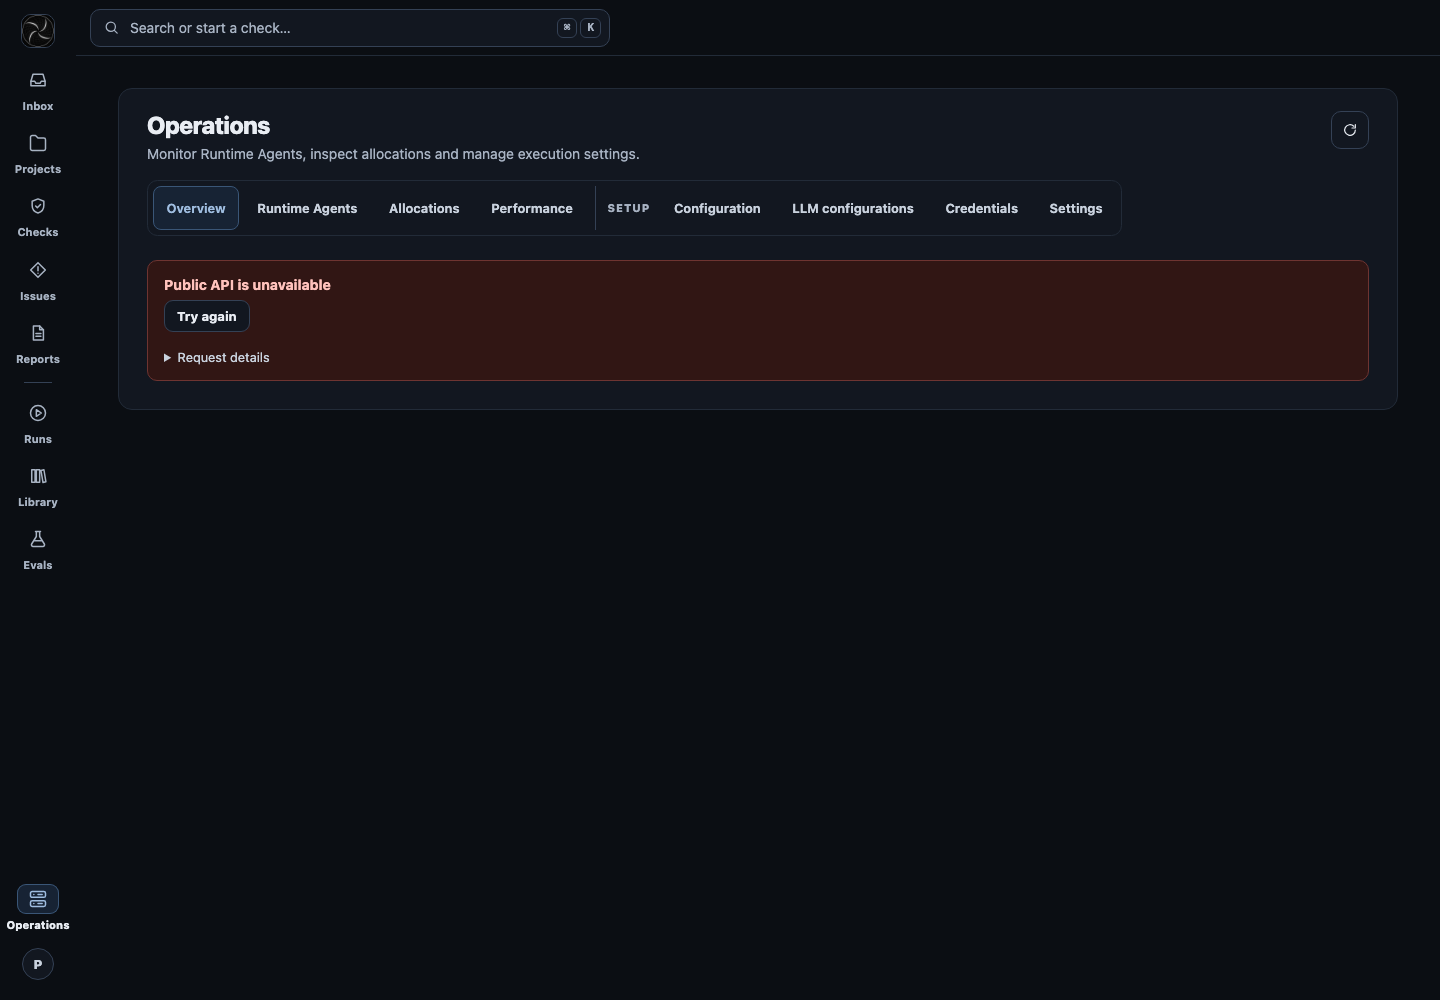 Search or start a check...
⌘ K
Inbox
Projects
Checks
Issues
Reports
Runs
Library
Evals
Operations
P
Operations
Monitor Runtime Agents, inspect allocations and manage execution settings.
Overview Runtime Agents Allocations Performance SETUP Configuration LLM configurations Credentials Settings
Public API is unavailable
Try again
Request details